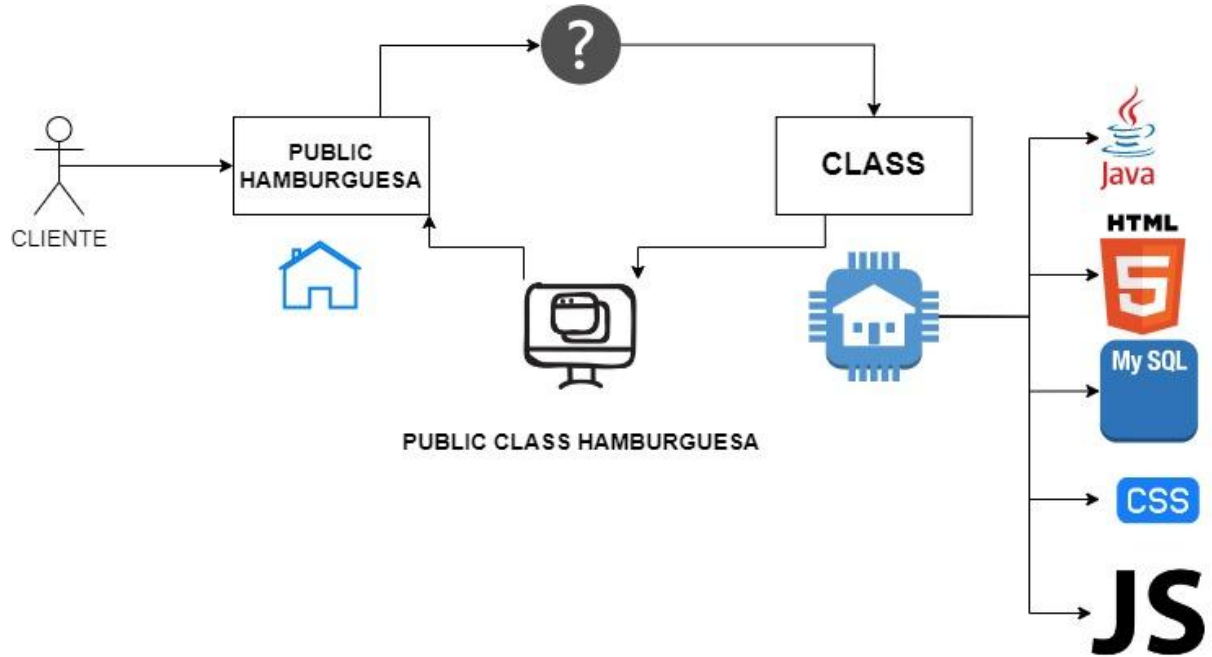 ?
PUBLIC
HAMBURGUESA
CLASS
CLIENTE
PUBLIC CLASS HAMBURGUESA
Java
HTML
5
My SQL
CSS
JS